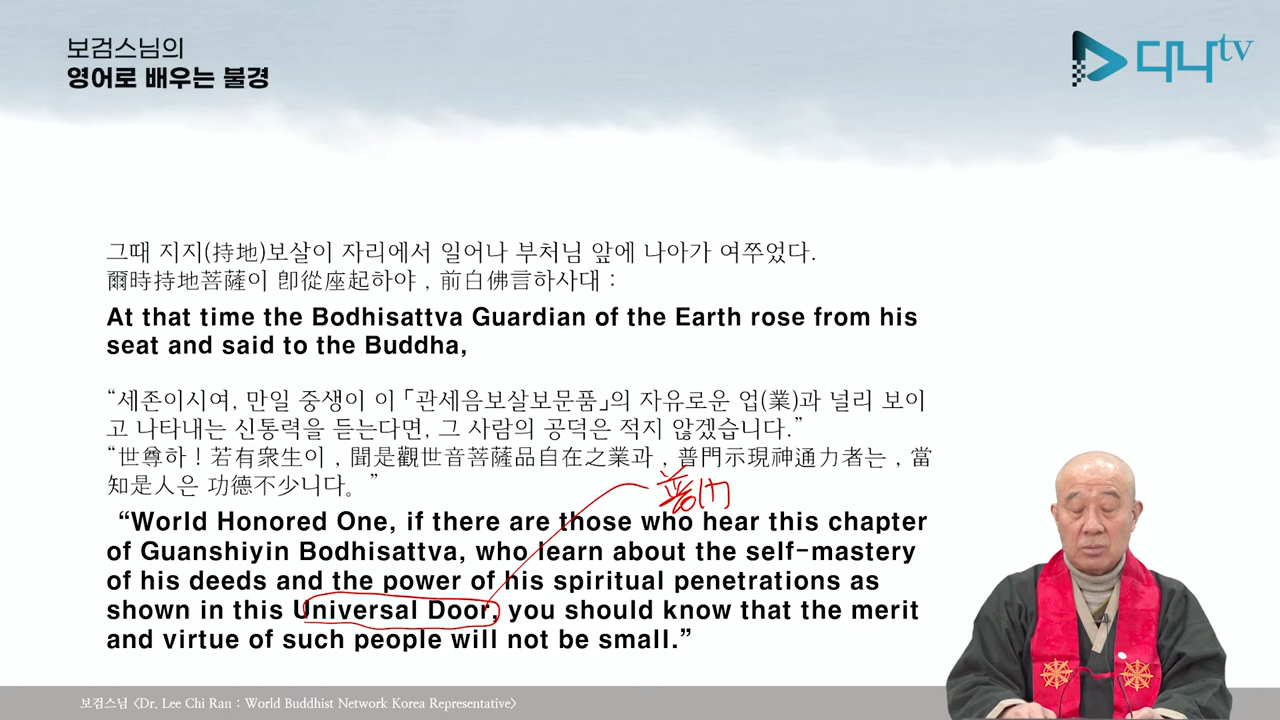 보검스님의
영어로 배우는 불경
다나tv
그때 지지(持地)보살이 자리에서 일어나 부처님 앞에 나아가 여쭈었다.
爾時持地菩薩이 卽從座起하야 , 前白佛言하사대 :
At that time the Bodhisattva Guardian of the Earth rose from his
seat and said to the Buddha,
“세존이시여, 만일 중생이 이 「관세음보살보문품」의 자유로운 업(業)과 널리 보이
고 나타내는 신통력을 듣는다면, 그 사람의 공덕은 적지 않겠습니다.”
“世尊하 ! 若有衆生이 , 聞是觀世音菩薩品自在之業과 , 普門示現神通力者는 , 當
知是人은 功德不少니다。”
普門
“World Honored One, if there are those who hear this chapter
of Guanshiyin Bodhisattva, who learn about the self-mastery
of his deeds and the power of his spiritual penetrations as
shown in this Universal Door, you should know that the merit
and virtue of such people will not be small.”
보검스님 〈Dr. Lee Chi Ran : World Buddhist Network Korea Representative〉